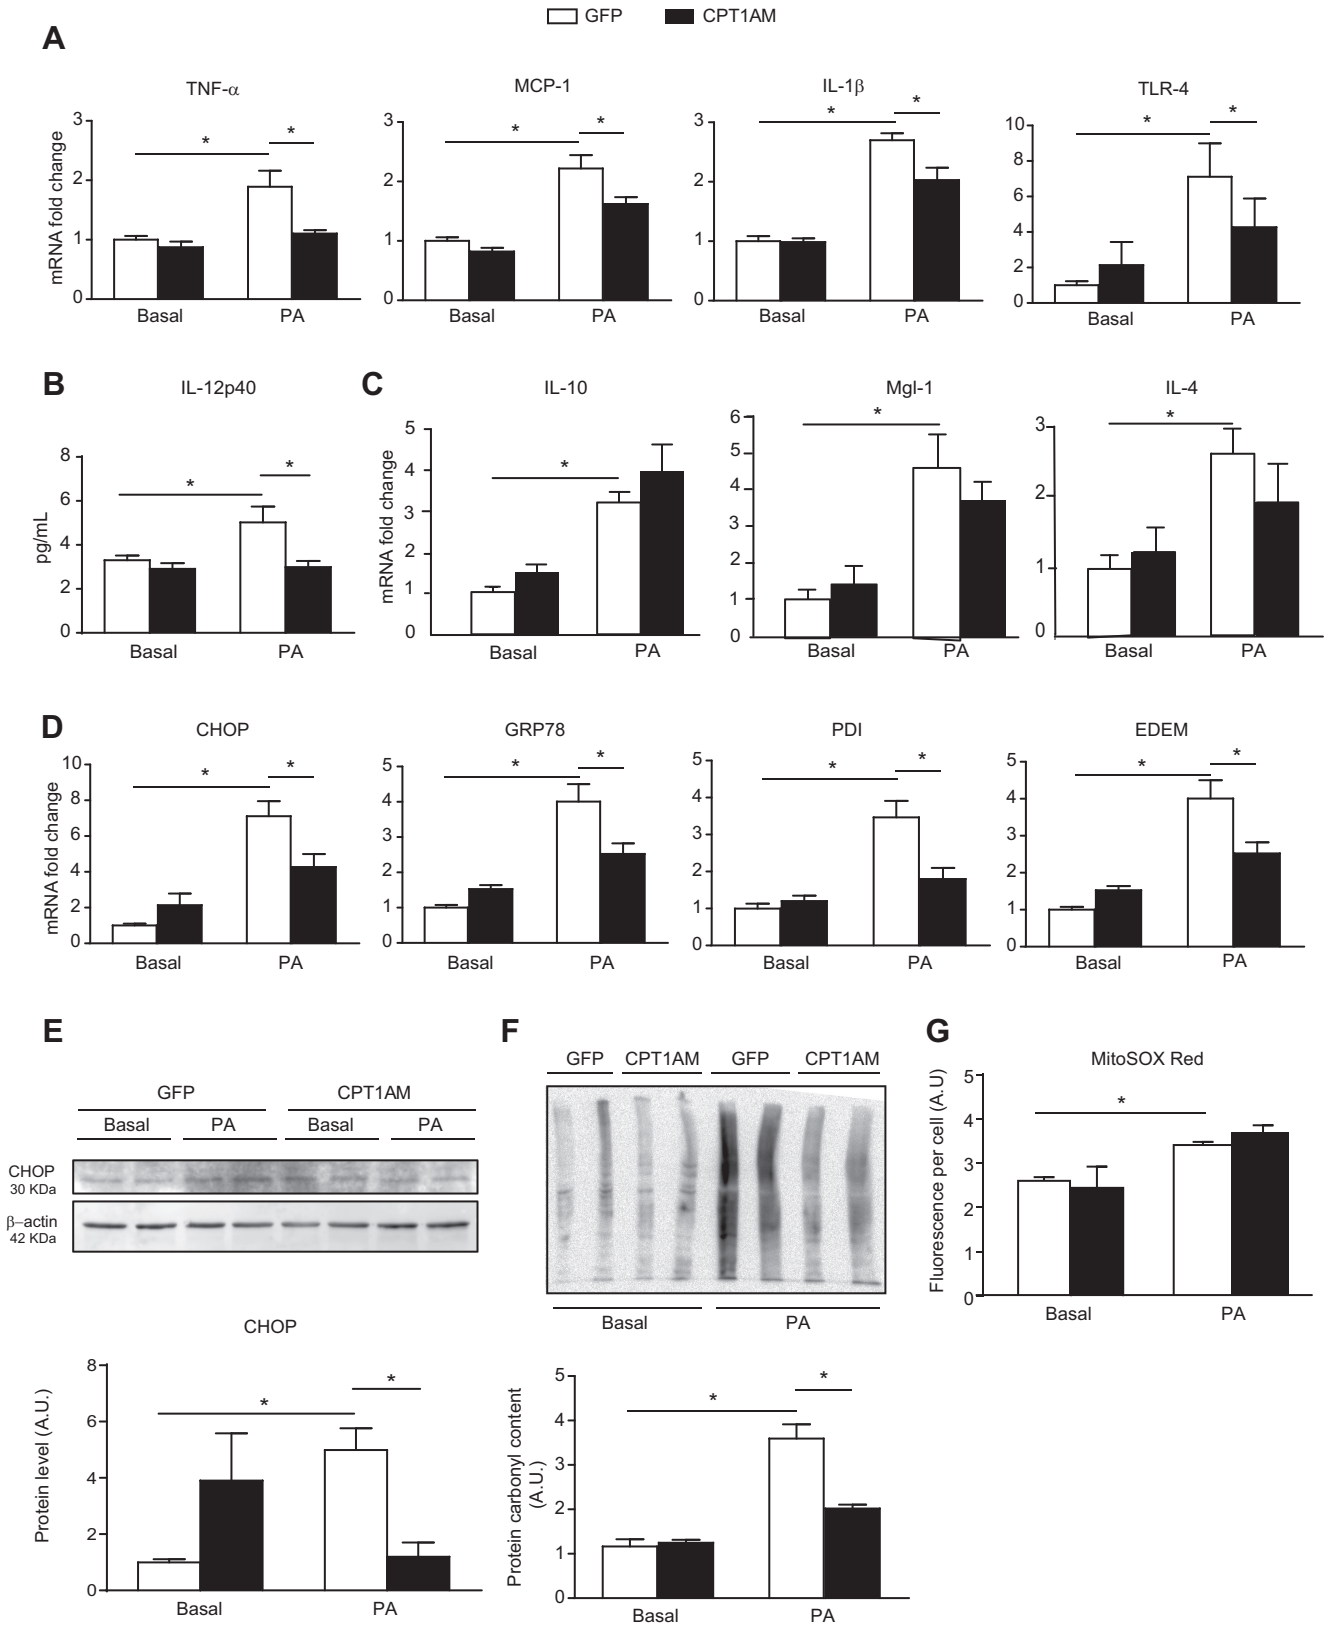 GFP CPT1AM
A
TNF-α MCP-1 IL-1β TLR-4
mRNA fold change
3 2 1 0
* *
Basal PA
3 2 1 0
* *
Basal PA
3 2 1 0
* *
Basal PA
10 8 6 4 2 0
* *
Basal PA
B
IL-12p40
pg/mL
8 6 4 2 0
* *
Basal PA
C
IL-10 Mgl-1 IL-4
mRNA fold change
5 4 3 2 1 0
*
Basal PA
6 5 4 3 2 1 0
*
Basal PA
3 2 1 0
*
Basal PA
D
CHOP GRP78 PDI EDEM
mRNA fold change
10 8 6 4 2 0
* *
Basal PA
5 4 3 2 1 0
* *
Basal PA
5 4 3 2 1 0
* *
Basal PA
5 4 3 2 1 0
* *
Basal PA
E
GFP CPT1AM
Basal PA Basal PA
CHOP
30 KDa
β–actin
42 KDa
CHOP
Protein level (A.U.)
8 6 4 2 0
* *
Basal PA
F
GFP CPT1AM GFP CPT1AM
Basal PA
Protein carbonyl content
(A.U.)
5 4 3 2 1 0
* *
Basal PA
G
MitoSOX Red
Fluorescence per cell (A.U)
5 4 3 2 1 0
*
Basal PA